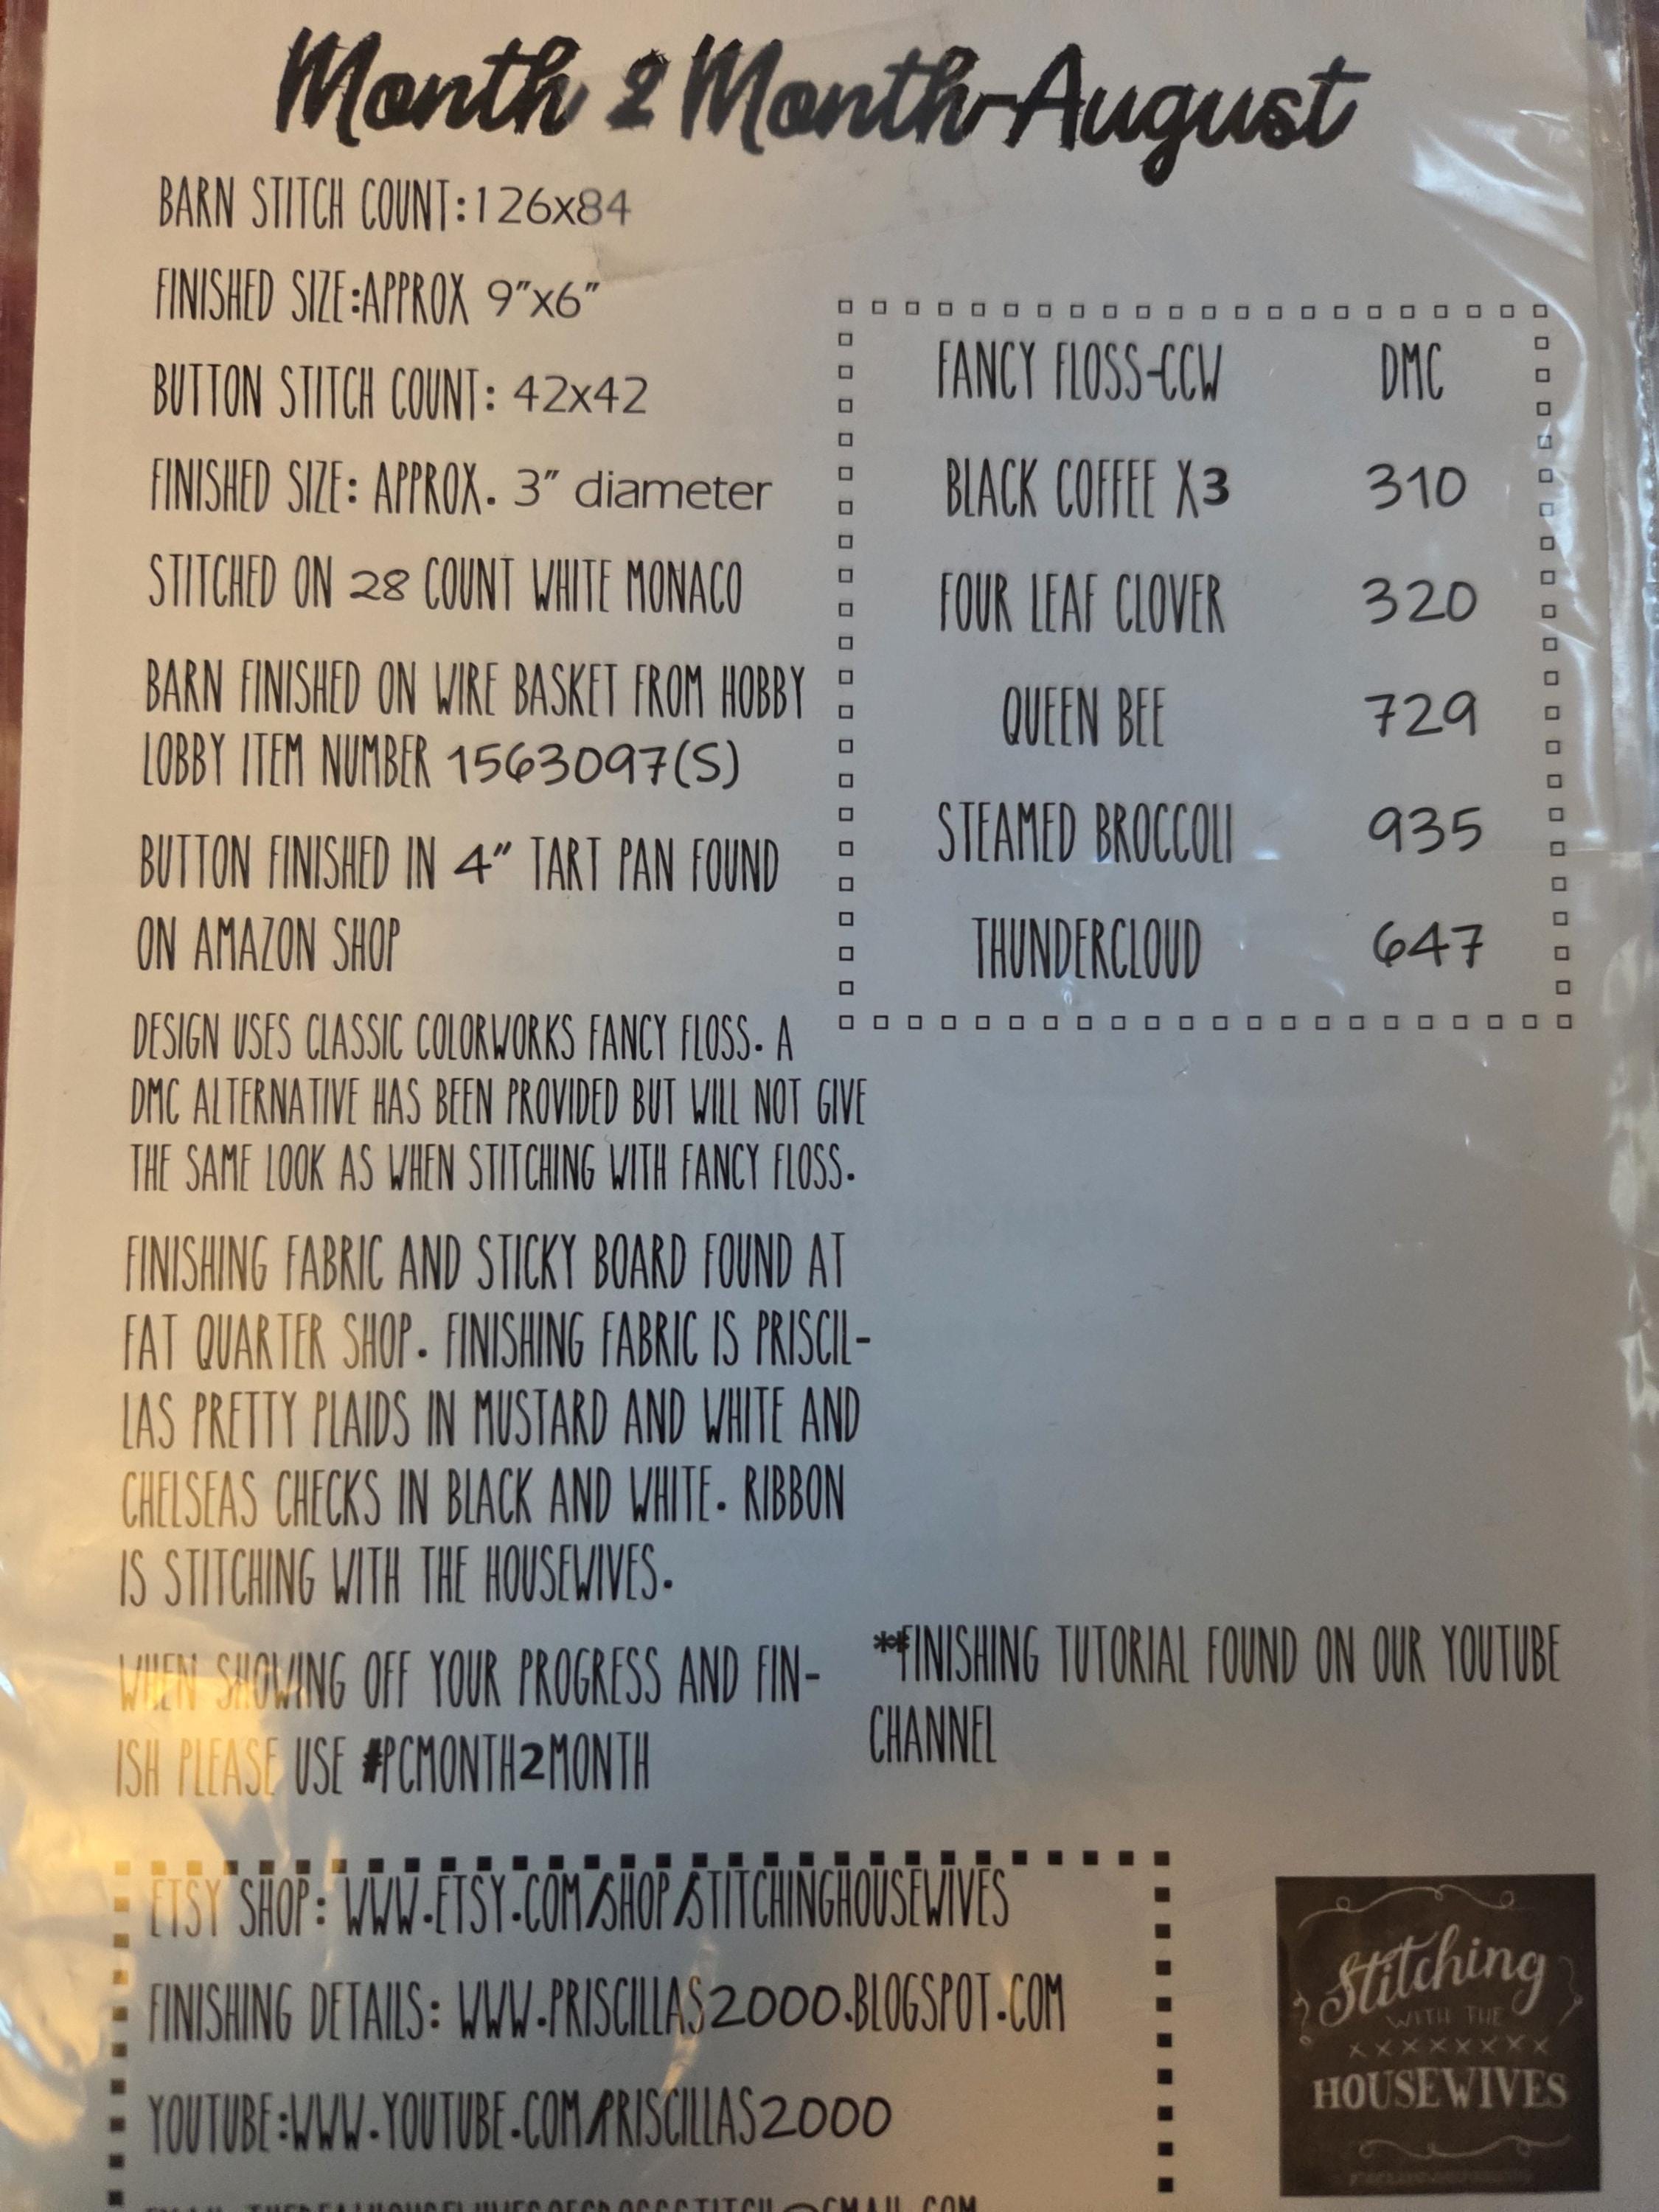 Month 2 Month-August
BARN STITCH COUNT:126x84
FINISHED SIZE:APPROX 9"x6"
BUTTON STITCH COUNT: 42x42
FINISHED SIZE: APPROX. 3" diameter
STITCHED ON 28 COUNT WHITE MONACO
BARN FINISHED ON WIRE BASKET FROM HOBBY
LOBBY ITEM NUMBER 1563097(S)
BUTTON FINISHED IN 4" TART PAN FOUND
ON AMAZON SHOP
DESIGN USES CLASSIC COLORWORKS FANCY FLOSS. A
DMC ALTERNATIVE HAS BEEN PROVIDED BUT WILL NOT GIVE
THE SAME LOOK AS WHEN STITCHING WITH FANCY FLOSS.
FINISHING FABRIC AND STICKY BOARD FOUND AT
FAT QUARTER SHOP. FINISHING FABRIC IS PRISCIL-
LAS PRETTY PLAIDS IN MUSTARD AND WHITE AND
CHELSEAS CHECKS IN BLACK AND WHITE. RIBBON
IS STITCHING WITH THE HOUSEWIVES.
WHEN SHOWING OFF YOUR PROGRESS AND FIN-
ISH PLEASE USE #PCMONTH2MONTH
FANCY FLOSS-CCW DMC
BLACK COFFEE X3 310
FOUR LEAF CLOVER 320
QUEEN BEE 729
STEAMED BROCCOLI 935
THUNDERCLOUD 647
**FINISHING TUTORIAL FOUND ON OUR YOUTUBE
CHANNEL
ETSY SHOP: WWW.ETSY.COM/SHOP/STITCHINGHOUSEWIVES
FINISHING DETAILS: WWW.PRISCILLAS2000.BLOGSPOT.COM
YOUTUBE:WWW.YOUTUBE.COM/PRISCILLAS2000
EMAIL: THEREALHOUSEWIVESOFCROSSSTITCH@GMAIL.COM
Stitching
WITH THE
XXXXXXXX
HOUSEWIVES